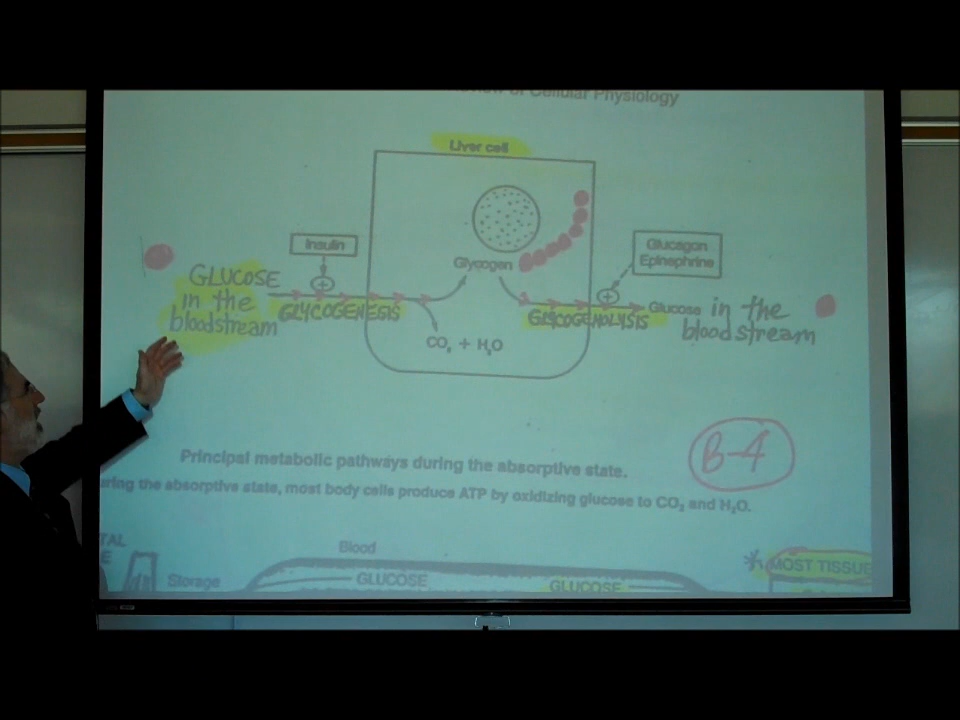 of Cellular Physiology
Liver cell
Insulin
Glucagon
Epinephrine
+
Glycogen
GLUCOSE
in the
bloodstream
GLYCOGENEGIS
+
GLYCOGENOLYSIS
Glucose in the
bloodstream
CO₂ + H₂O
B-4
Principal metabolic pathways during the absorptive state.
uring the absorptive state, most body cells produce ATP by oxidizing glucose to CO₂ and H₂O.
TAL
E
Storage
Blood
GLUCOSE
GLUCOSE
* MOST TISSUE